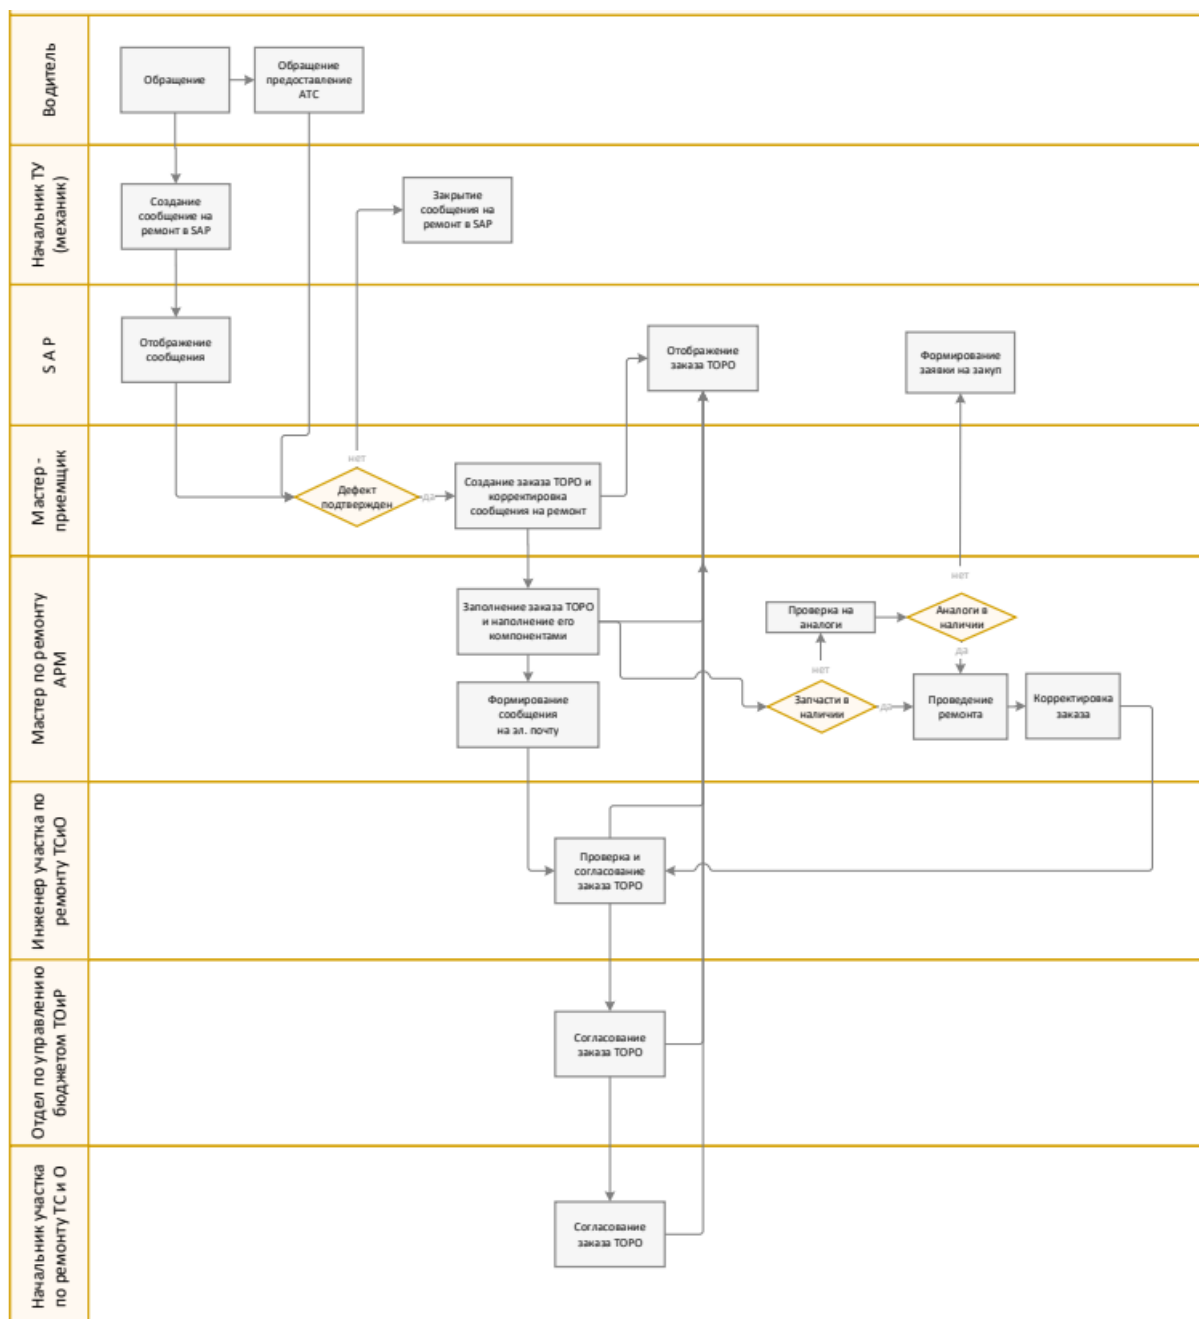 Водитель
Обращение
Обращение
предоставление
АТС
Начальник ТУ
(механик)
Создание
сообщение на
ремонт в SAP
Закрытие
сообщения на
ремонт в SAP
S A P
Отображение
сообщения
Отображение
заказа ТОРО
Формирование
заявки на закуп
Мастер -
приемщик
нет
Дефект
подтвержден
да
Создание заказа ТОРО и
корректировка
сообщения на ремонт
Мастер по ремонту
АРМ
Заполнение заказа ТОРО
и наполнение его
компонентами
Формирование
сообщения
на эл. почту
Проверка на
аналоги
нет
Аналоги в
наличии
да
нет
Запчасти в
наличии
да
Проведение
ремонта
Корректировка
заказа
Инженер участка по
ремонту ТСиО
Проверка и
согласование
заказа ТОРО
Отдел по управлению
бюджетом ТОиР
Согласование
заказа ТОРО
Начальник участка
по ремонту ТС и О
Согласование
заказа ТОРО